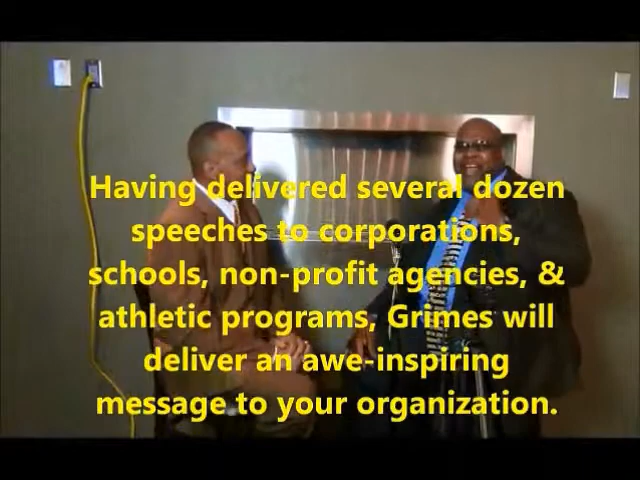 Having delivered several dozen
speeches to corporations,
schools, non-profit agencies, &
athletic programs, Grimes will
deliver an awe-inspiring
message to your organization.